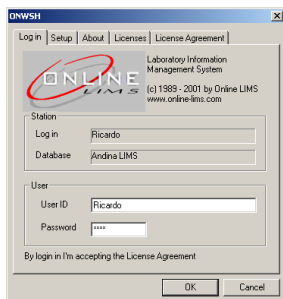 ONWSH
Log in Setup About Licenses License Agreement
ONLINE
LIMS
Laboratory Information
Management System
(c) 1989 - 2001 by Online LIMS
www.online-lims.com
Station
Log in Ricardo
Database Andina LIMS
User
User ID Ricardo
Password ****
By login in I'm accepting the License Agreement
OK Cancel